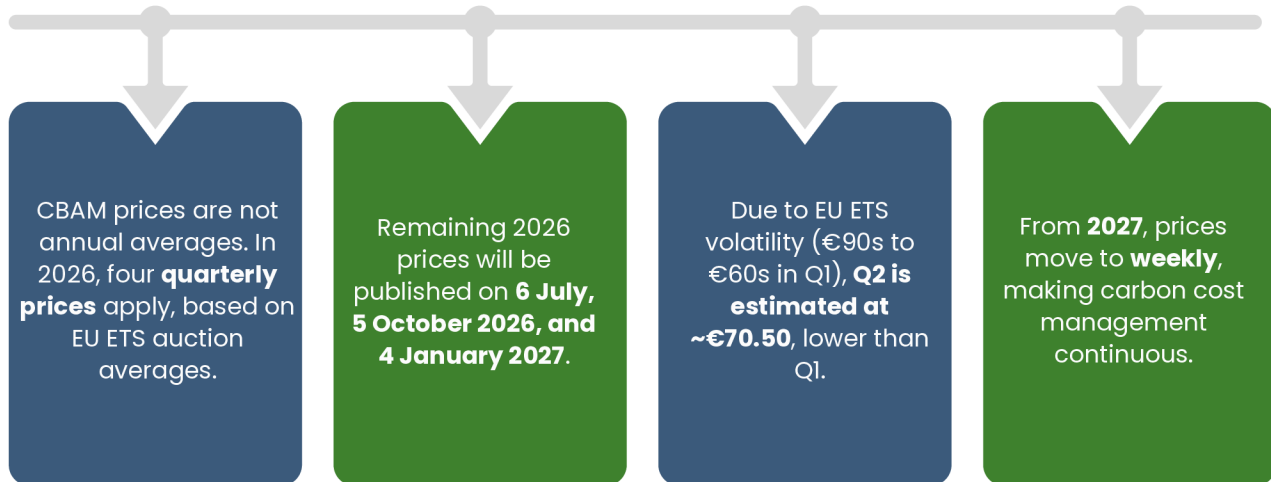 CBAM prices are not
annual averages. In
2026, four quarterly
prices apply, based on
EU ETS auction
averages.
Remaining 2026
prices will be
published on 6 July,
5 October 2026, and
4 January 2027.
Due to EU ETS
volatility (€90s to
€60s in Q1), Q2 is
estimated at
~€70.50, lower than
Q1.
From 2027, prices
move to weekly,
making carbon cost
management
continuous.